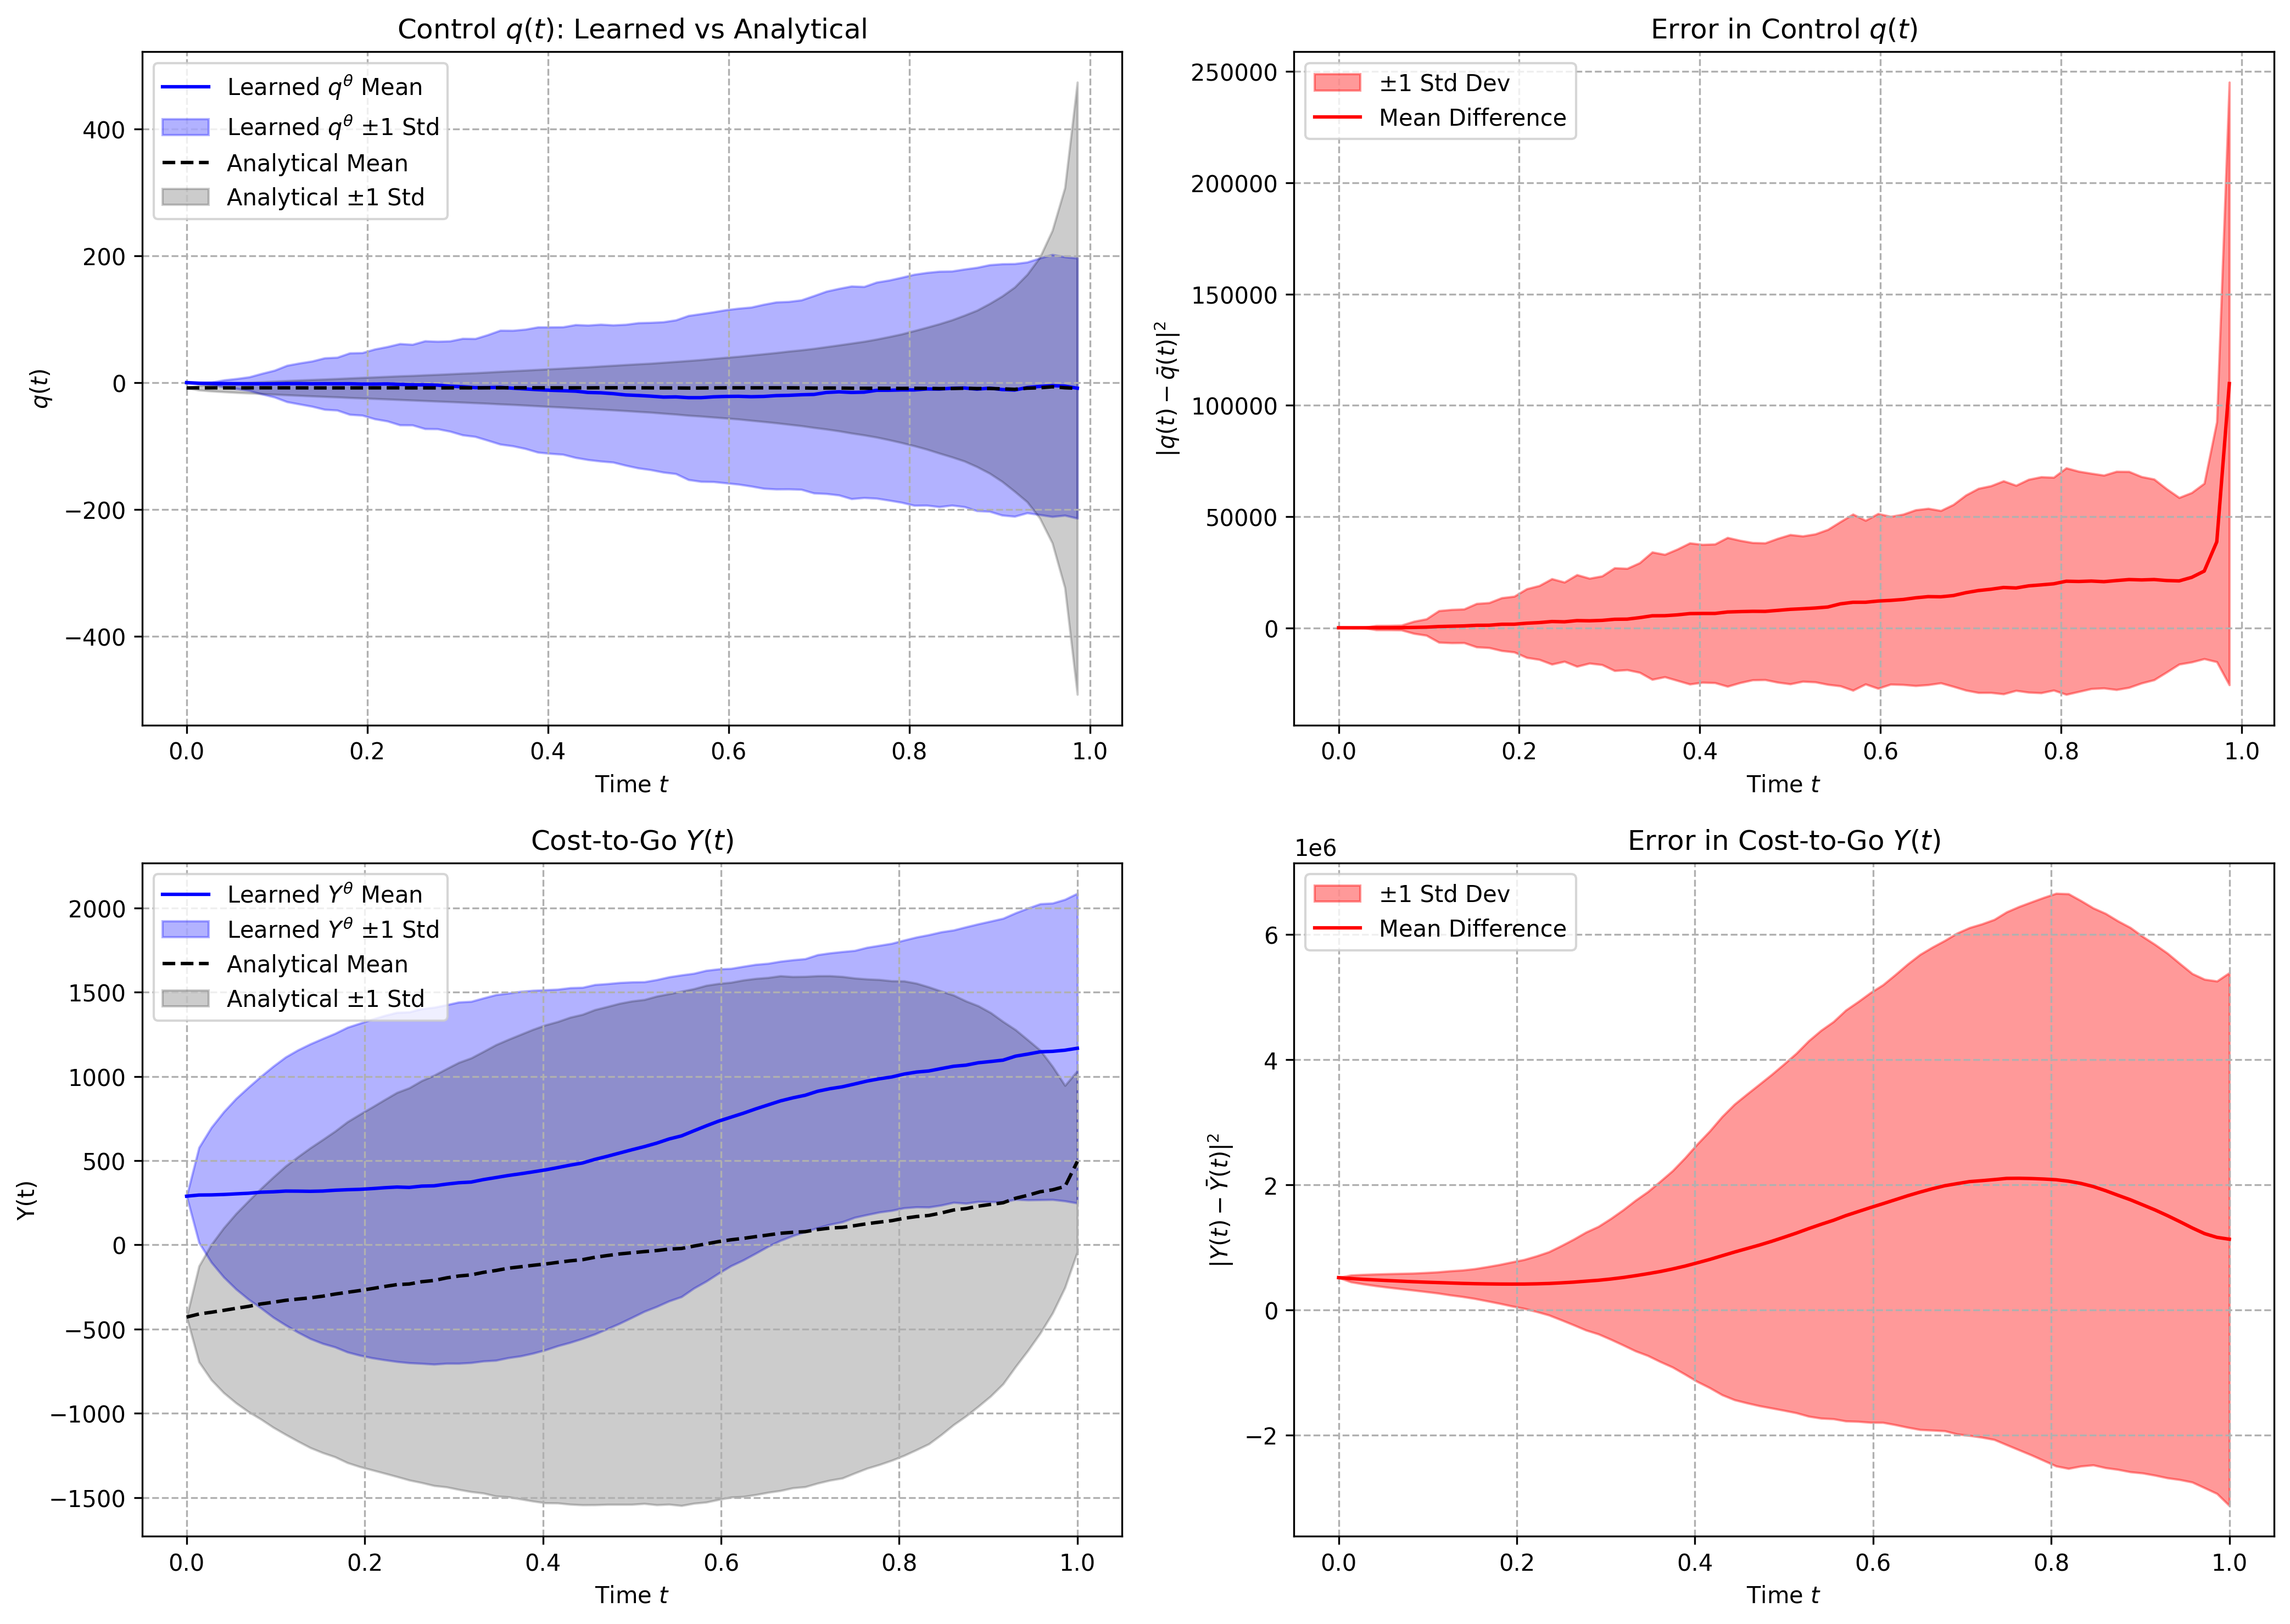 Control q(t): Learned vs Analytical
Learned q^θ Mean
Learned q^θ ±1 Std
Analytical Mean
Analytical ±1 Std
400
200
0
−200
−400
q(t)
0.0 0.2 0.4 0.6 0.8 1.0
Time t
Error in Control q(t)
±1 Std Dev
Mean Difference
250000
200000
150000
100000
50000
0
|q(t) − q̄(t)|²
0.0 0.2 0.4 0.6 0.8 1.0
Time t
Cost-to-Go Y(t)
Learned Y^θ Mean
Learned Y^θ ±1 Std
Analytical Mean
Analytical ±1 Std
2000
1500
1000
500
0
−500
−1000
−1500
Y(t)
0.0 0.2 0.4 0.6 0.8 1.0
Time t
Error in Cost-to-Go Y(t)
1e6
±1 Std Dev
Mean Difference
6
4
2
0
−2
|Y(t) − Ȳ(t)|²
0.0 0.2 0.4 0.6 0.8 1.0
Time t